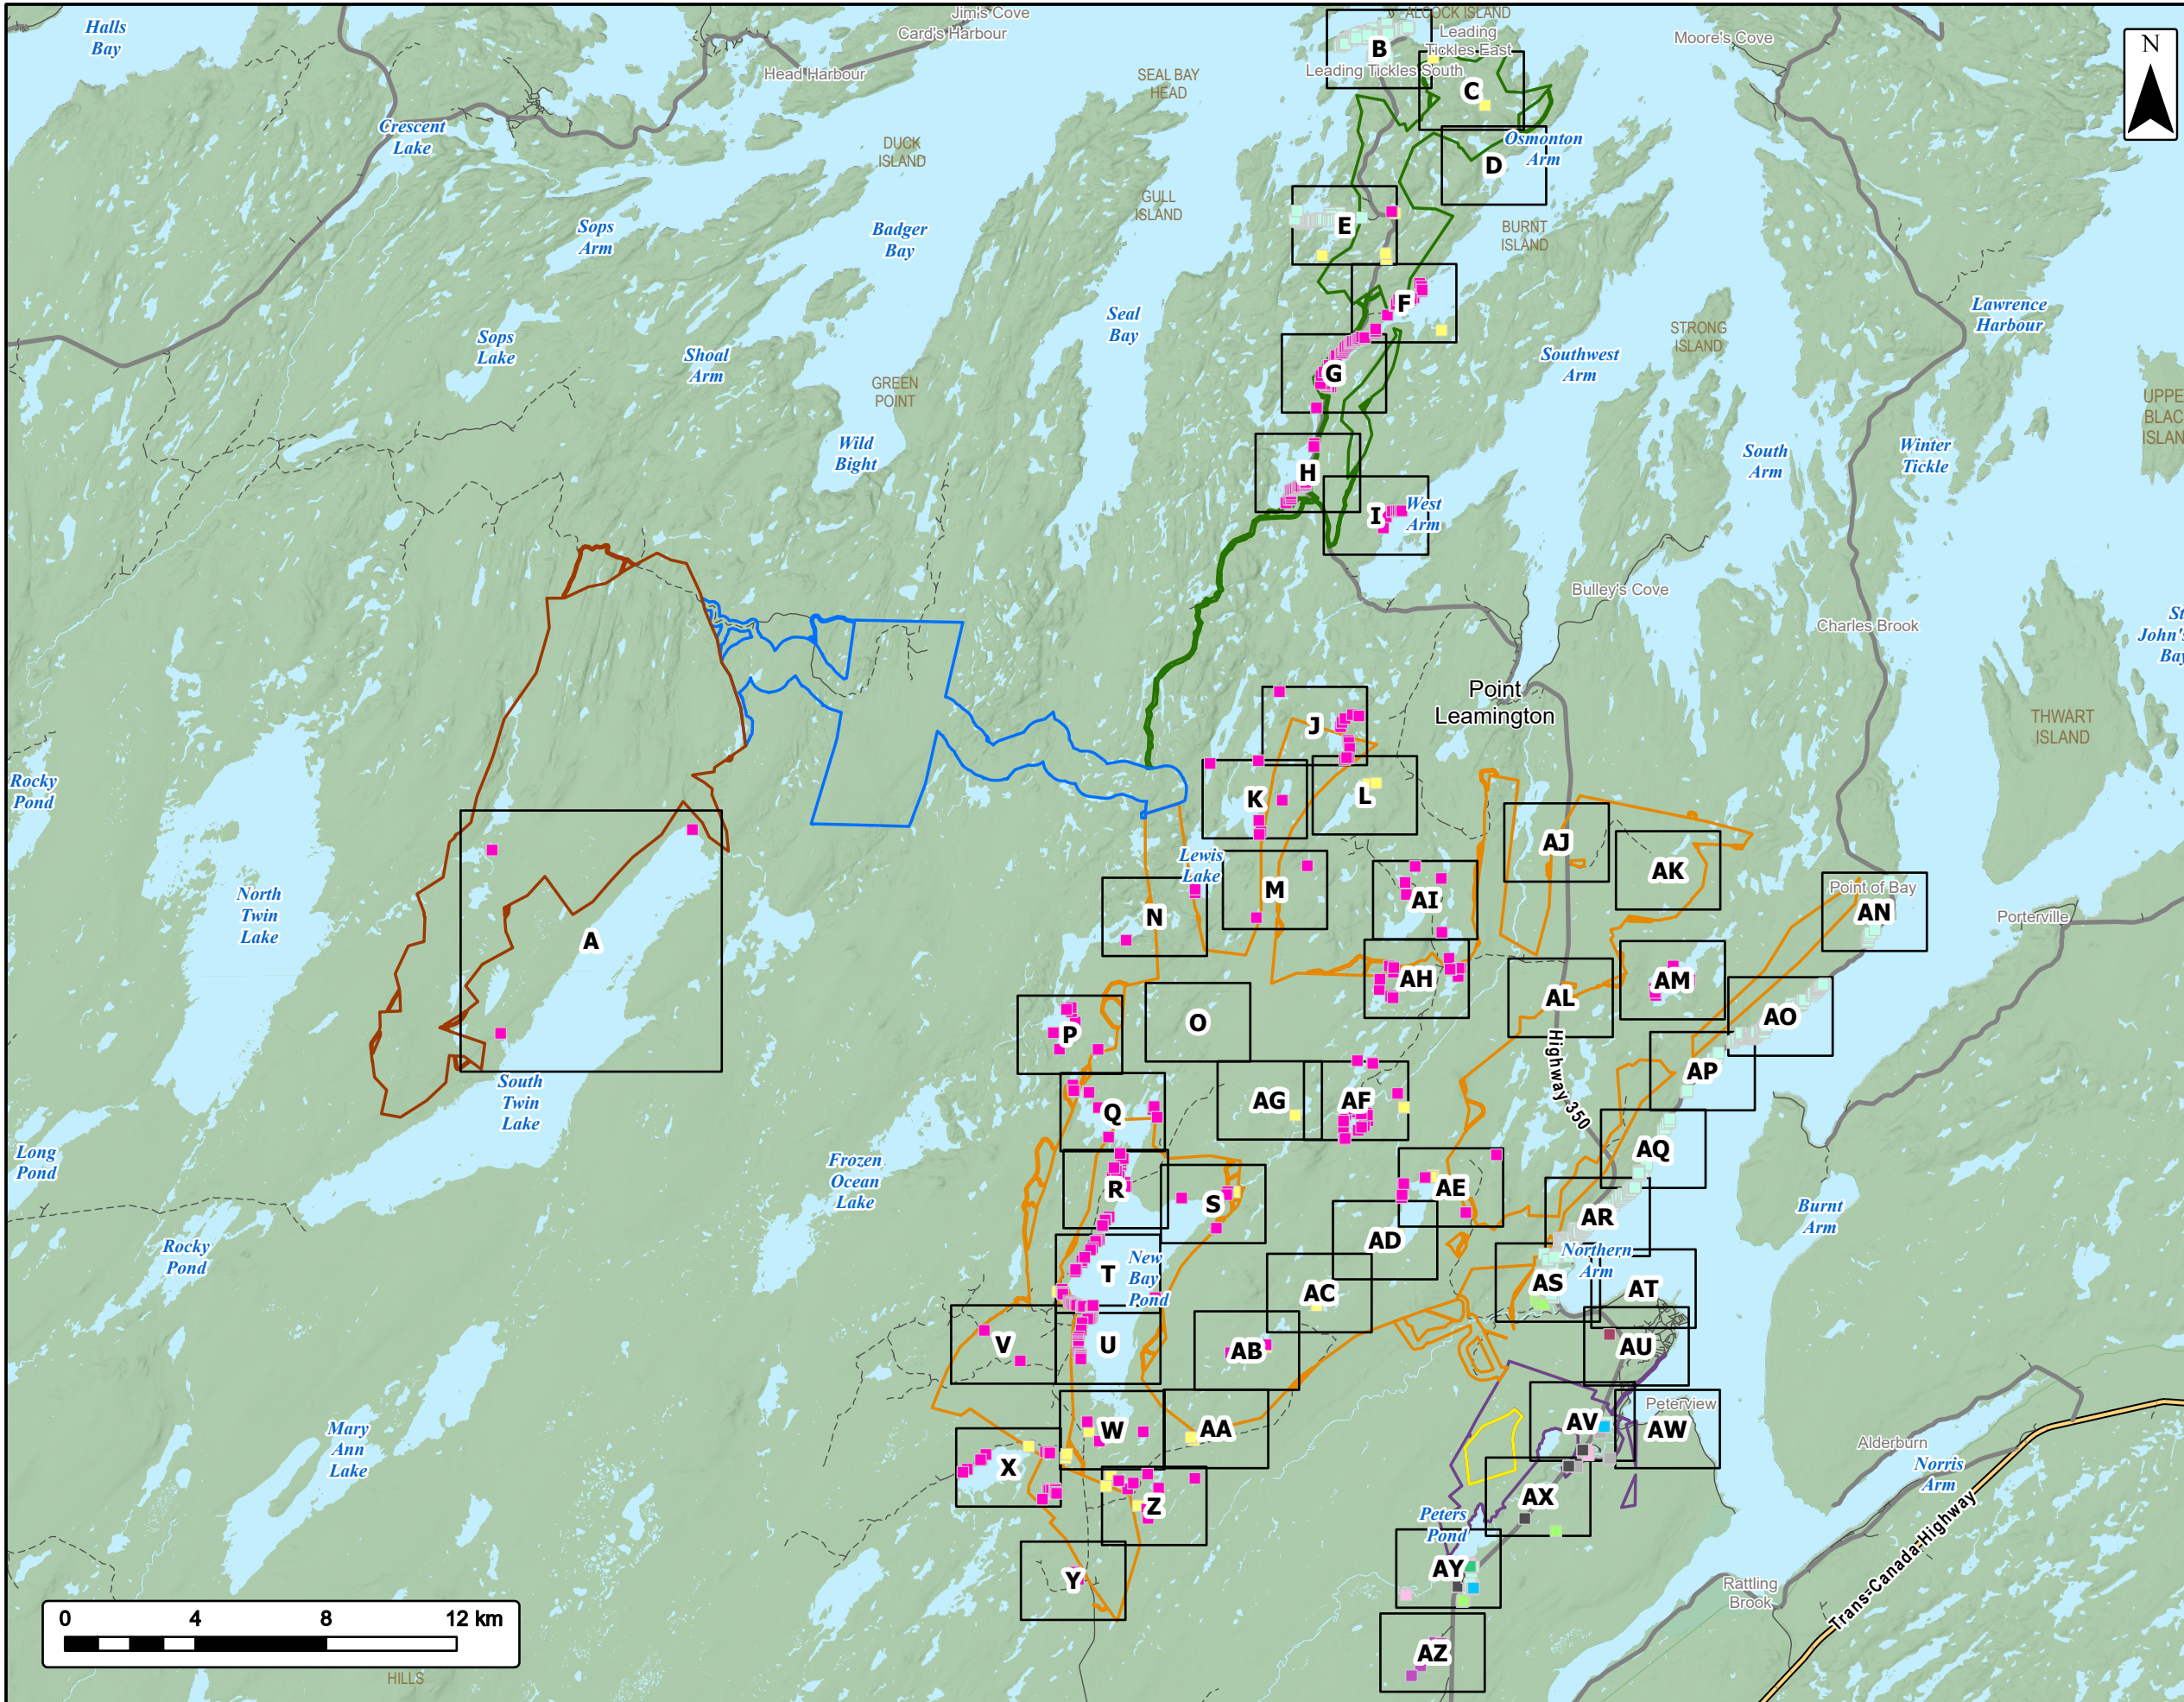 Jim's Cove
ALCOCK ISLAND
Halls
Bay
Card's Harbour
Leading
Tickles East
Moore's Cove
N
B
Head Harbour
Leading Tickles South
SEAL BAY
HEAD
C
Crescent
Lake
DUCK
ISLAND
Osmonton
Arm
D
GULL
ISLAND
Sops
Arm
Badger
Bay
E
BURNT
ISLAND
F
Lawrence
Harbour
Seal
Bay
STRONG
ISLAND
Sops
Lake
Shoal
Arm
Southwest
Arm
G
GREEN
POINT
UPPE
BLAC
ISLAN
Wild
Bight
South
Arm
Winter
Tickle
H
I
West
Arm
Bulley's Cove
Charles Brook
St
John's
Bay
Point
Leamington
THWART
ISLAND
J
Rocky
Pond
K
L
AJ
Lewis
Lake
AK
M
Point of Bay
North
Twin
Lake
AI
AN
Porterville
N
A
AH
AM
AL
AO
O
P
Highway 350
AP
South
Twin
Lake
Q
AG
AF
AQ
Long
Pond
Frozen
Ocean
Lake
R
S
AE
AR
Burnt
Arm
AD
Rocky
Pond
New
Bay
Pond
T
Northern
Arm
AS
AT
AC
V
U
AB
AU
Mary
Ann
Lake
W
AA
AV
Peterview
AW
Alderburn
X
Norris
Arm
AX
Z
Peters
Pond
Trans-Canada-Highway
AY
Y
Rattling
Brook
0 4 8 12 km
AZ
HILLS